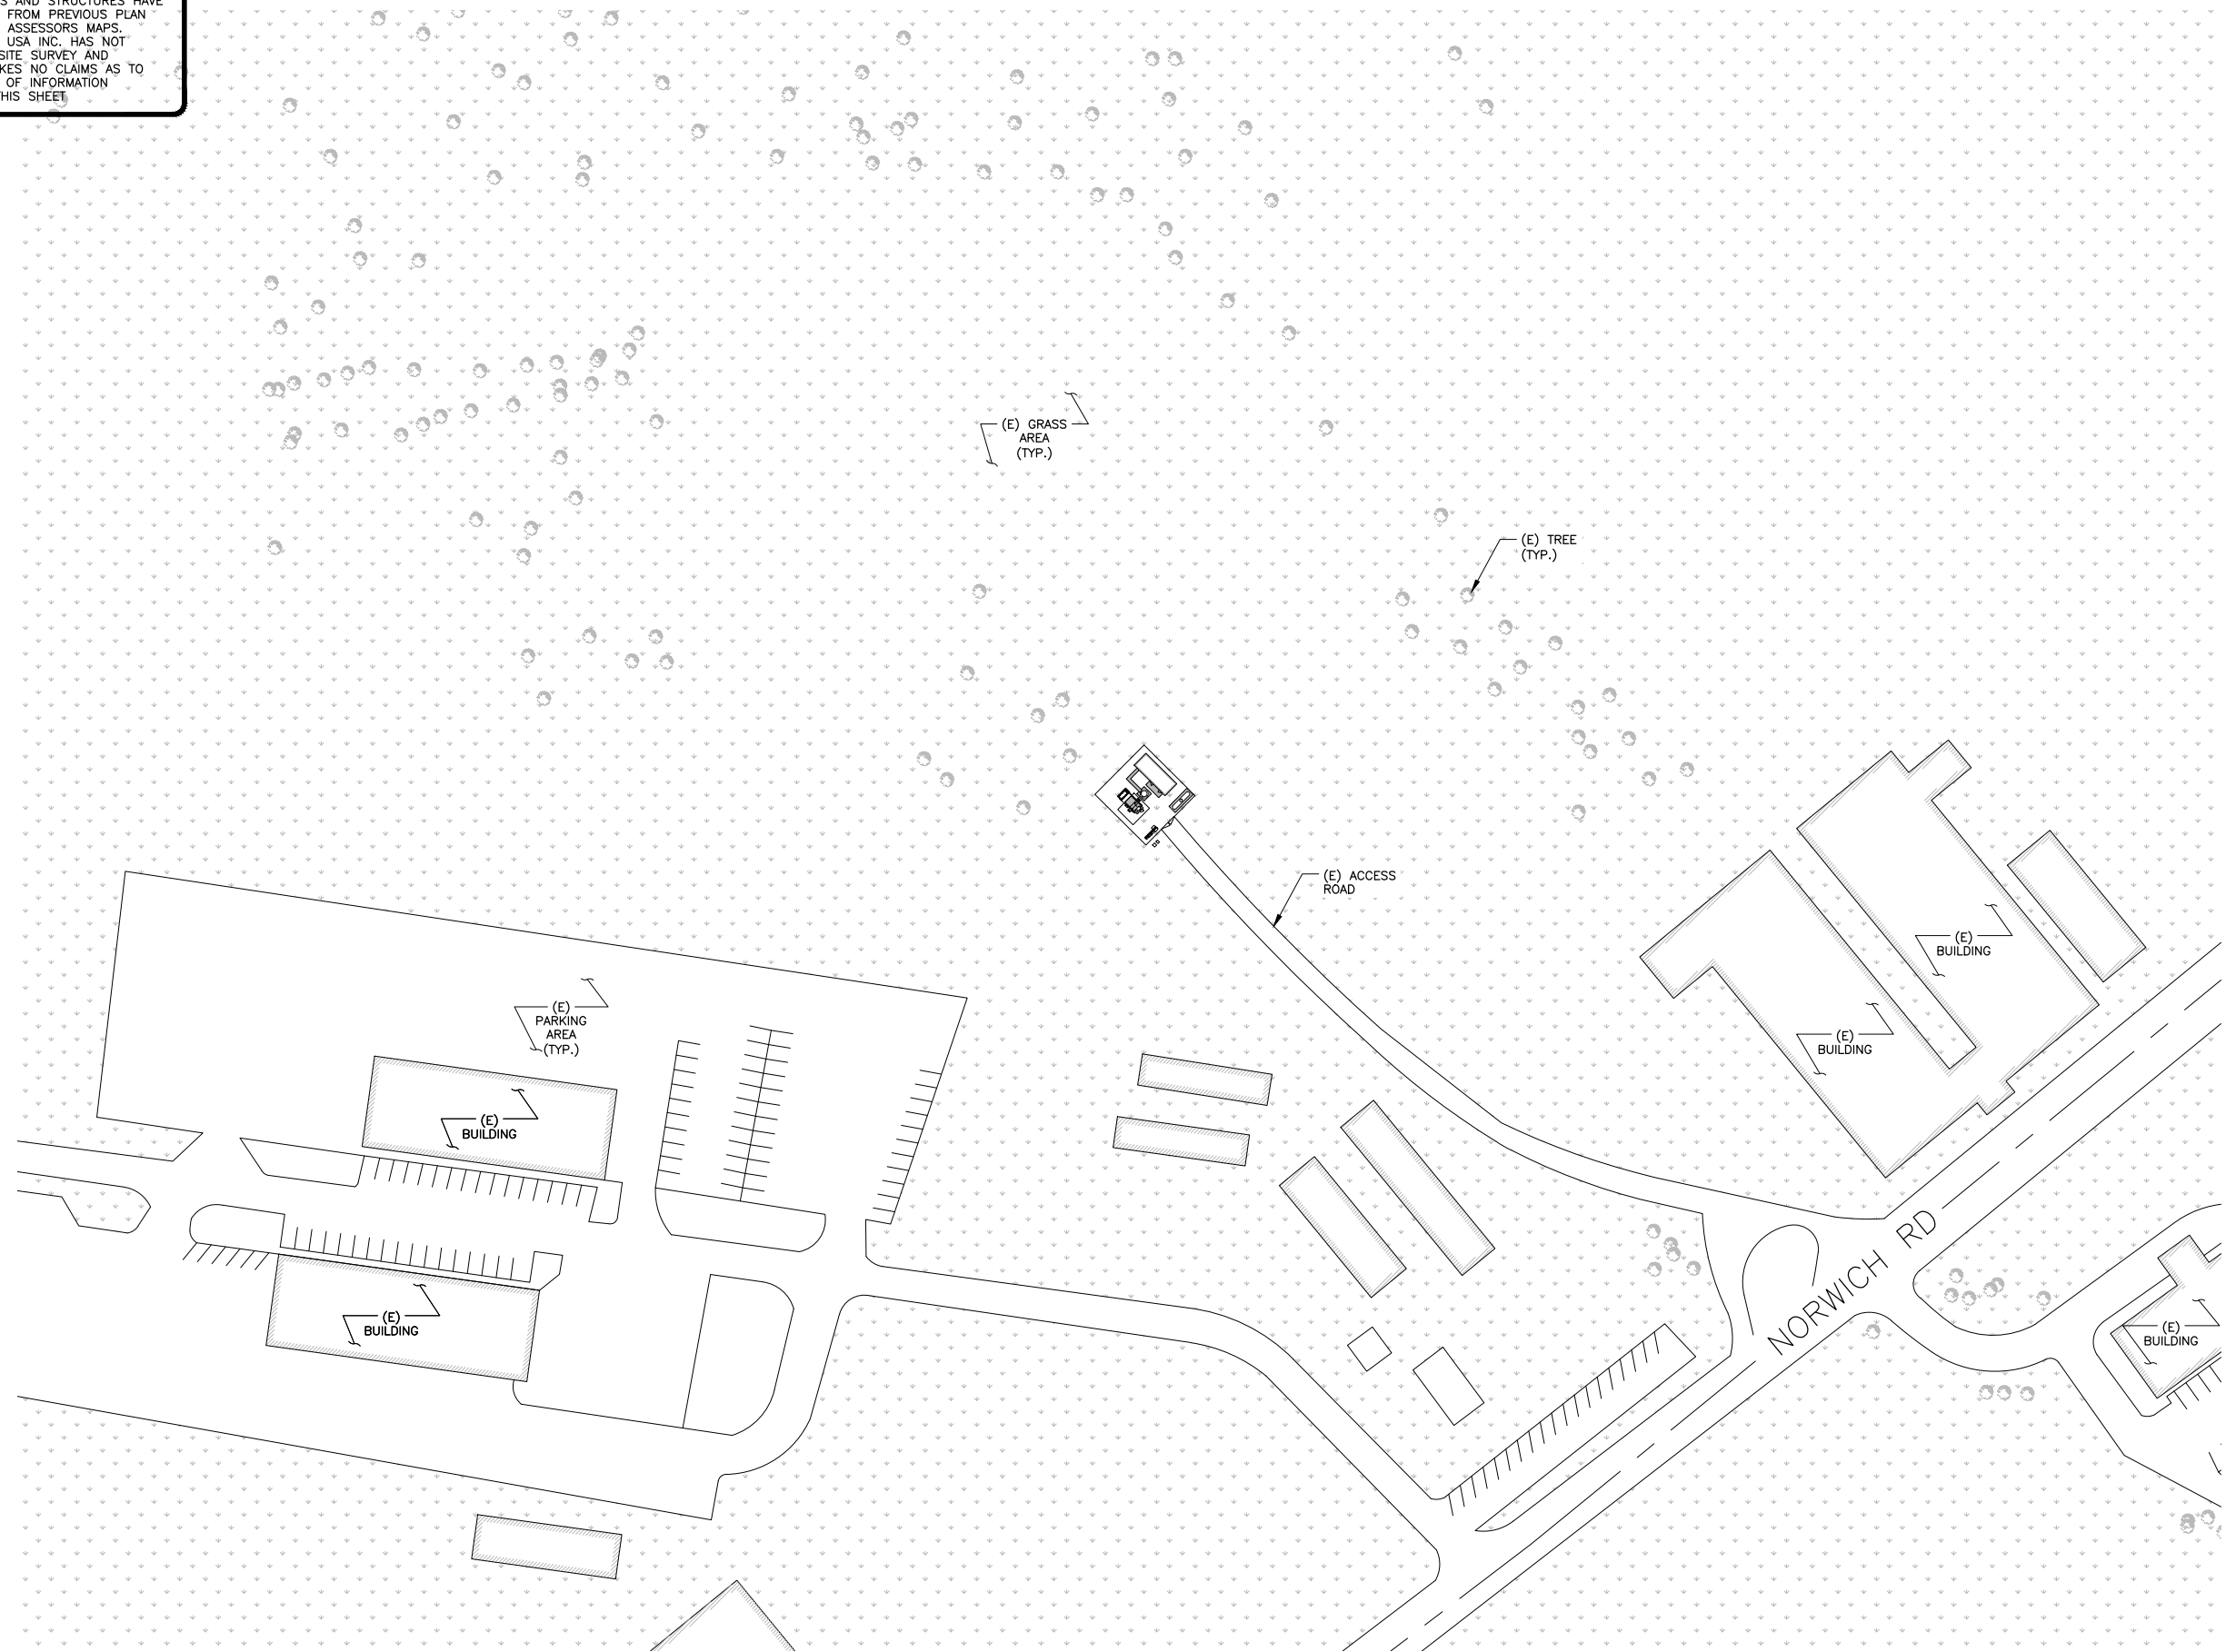 S AND STRUCTURES HAVE
FROM PREVIOUS PLAN
ASSESSORS MAPS.
USA INC. HAS NOT
SITE SURVEY AND
KES NO CLAIMS AS TO
OF INFORMATION
THIS SHEET
(E) GRASS
AREA
(TYP.)
(E) TREE
(TYP.)
(E) ACCESS
ROAD
(E)
BUILDING
(E)
PARKING
AREA
(TYP.)
(E)
BUILDING
(E)
BUILDING
NORWICH RD
(E)
BUILDING
(E)
BUILDING